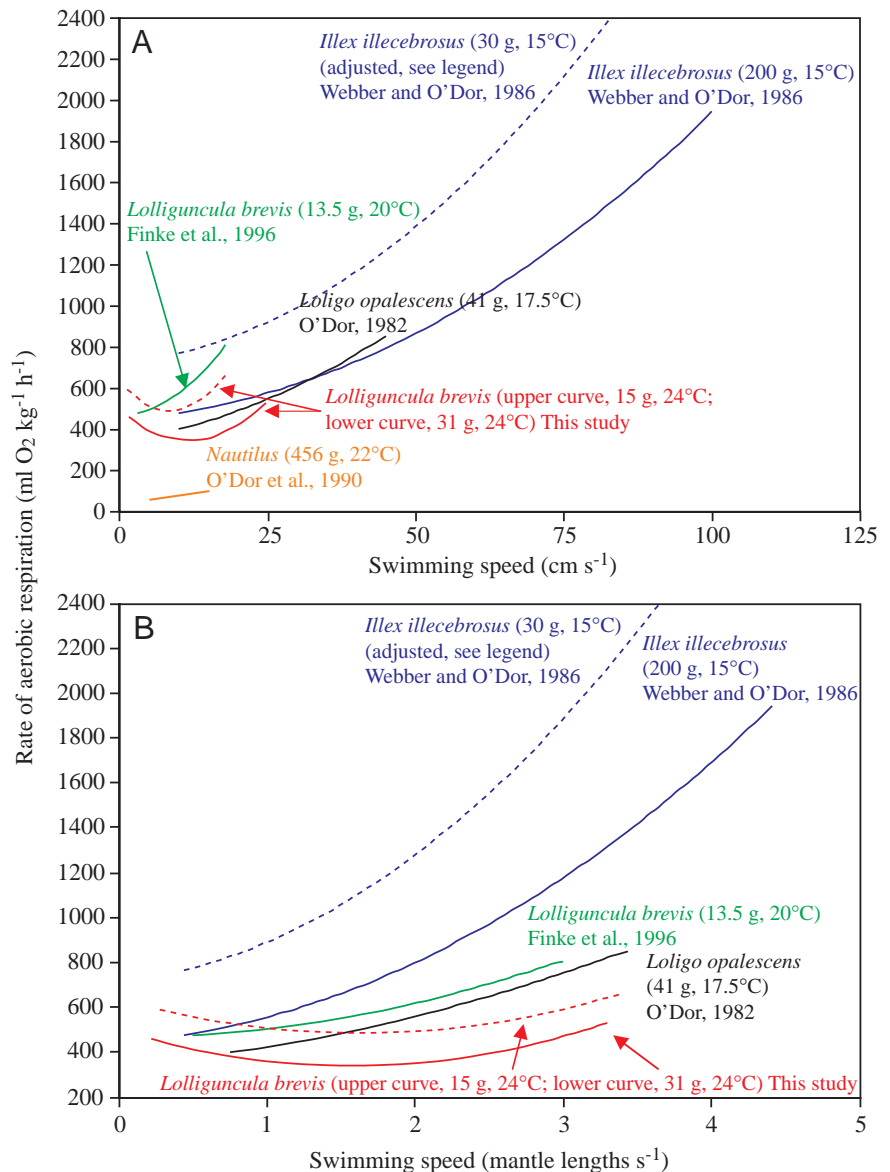 Rate of aerobic respiration (ml O2 kg-1 h-1)
A
2400
2200
2000
1800
1600
1400
1200
1000
800
600
400
200
0
Illex illecebrosus (30 g, 15°C)
(adjusted, see legend)
Webber and O’Dor, 1986
Illex illecebrosus (200 g, 15°C)
Webber and O’Dor, 1986
Lolliguncula brevis (13.5 g, 20°C)
Finke et al., 1996
Loligo opalescens (41 g, 17.5°C)
O’Dor, 1982
Lolliguncula brevis (upper curve, 15 g, 24°C;
lower curve, 31 g, 24°C) This study
Nautilus (456 g, 22°C)
O’Dor et al., 1990
0 25 50 75 100 125
Swimming speed (cm s-1)
B
2400
2200
2000
1800
1600
1400
1200
1000
800
600
400
200
Illex illecebrosus (30 g, 15°C)
(adjusted, see legend)
Webber and O’Dor, 1986
Illex illecebrosus
(200 g, 15°C)
Webber and O’Dor, 1986
Lolliguncula brevis (13.5 g, 20°C)
Finke et al., 1996
Loligo opalescens
(41 g, 17.5°C)
O’Dor, 1982
Lolliguncula brevis (upper curve, 15 g, 24°C; lower curve, 31 g, 24°C) This study
0 1 2 3 4 5
Swimming speed (mantle lengths s-1)